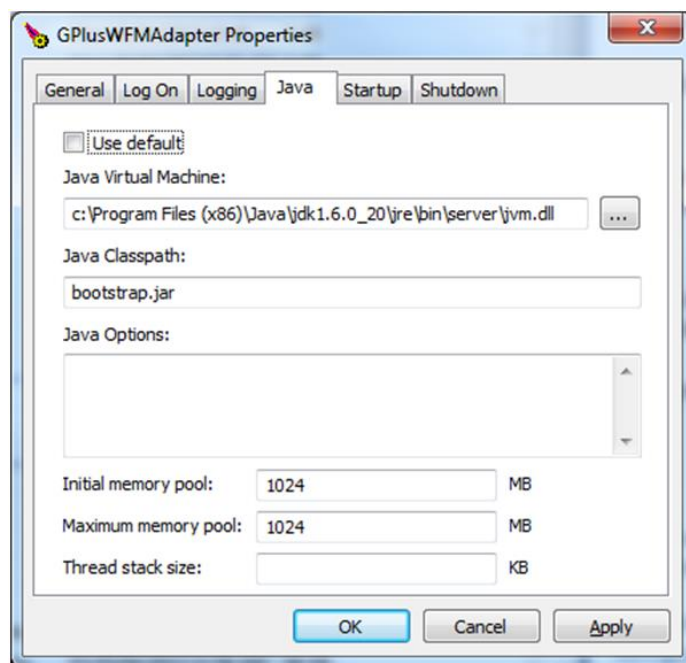 GPlusWFMAdapter Properties
General Log On Logging Java Startup Shutdown
Use default
Java Virtual Machine:
c:\Program Files (x86)\Java\jdk1.6.0_20\jre\bin\server\jvm.dll ...
Java Classpath:
bootstrap.jar
Java Options:
Initial memory pool: 1024 MB
Maximum memory pool: 1024 MB
Thread stack size: KB
OK Cancel Apply